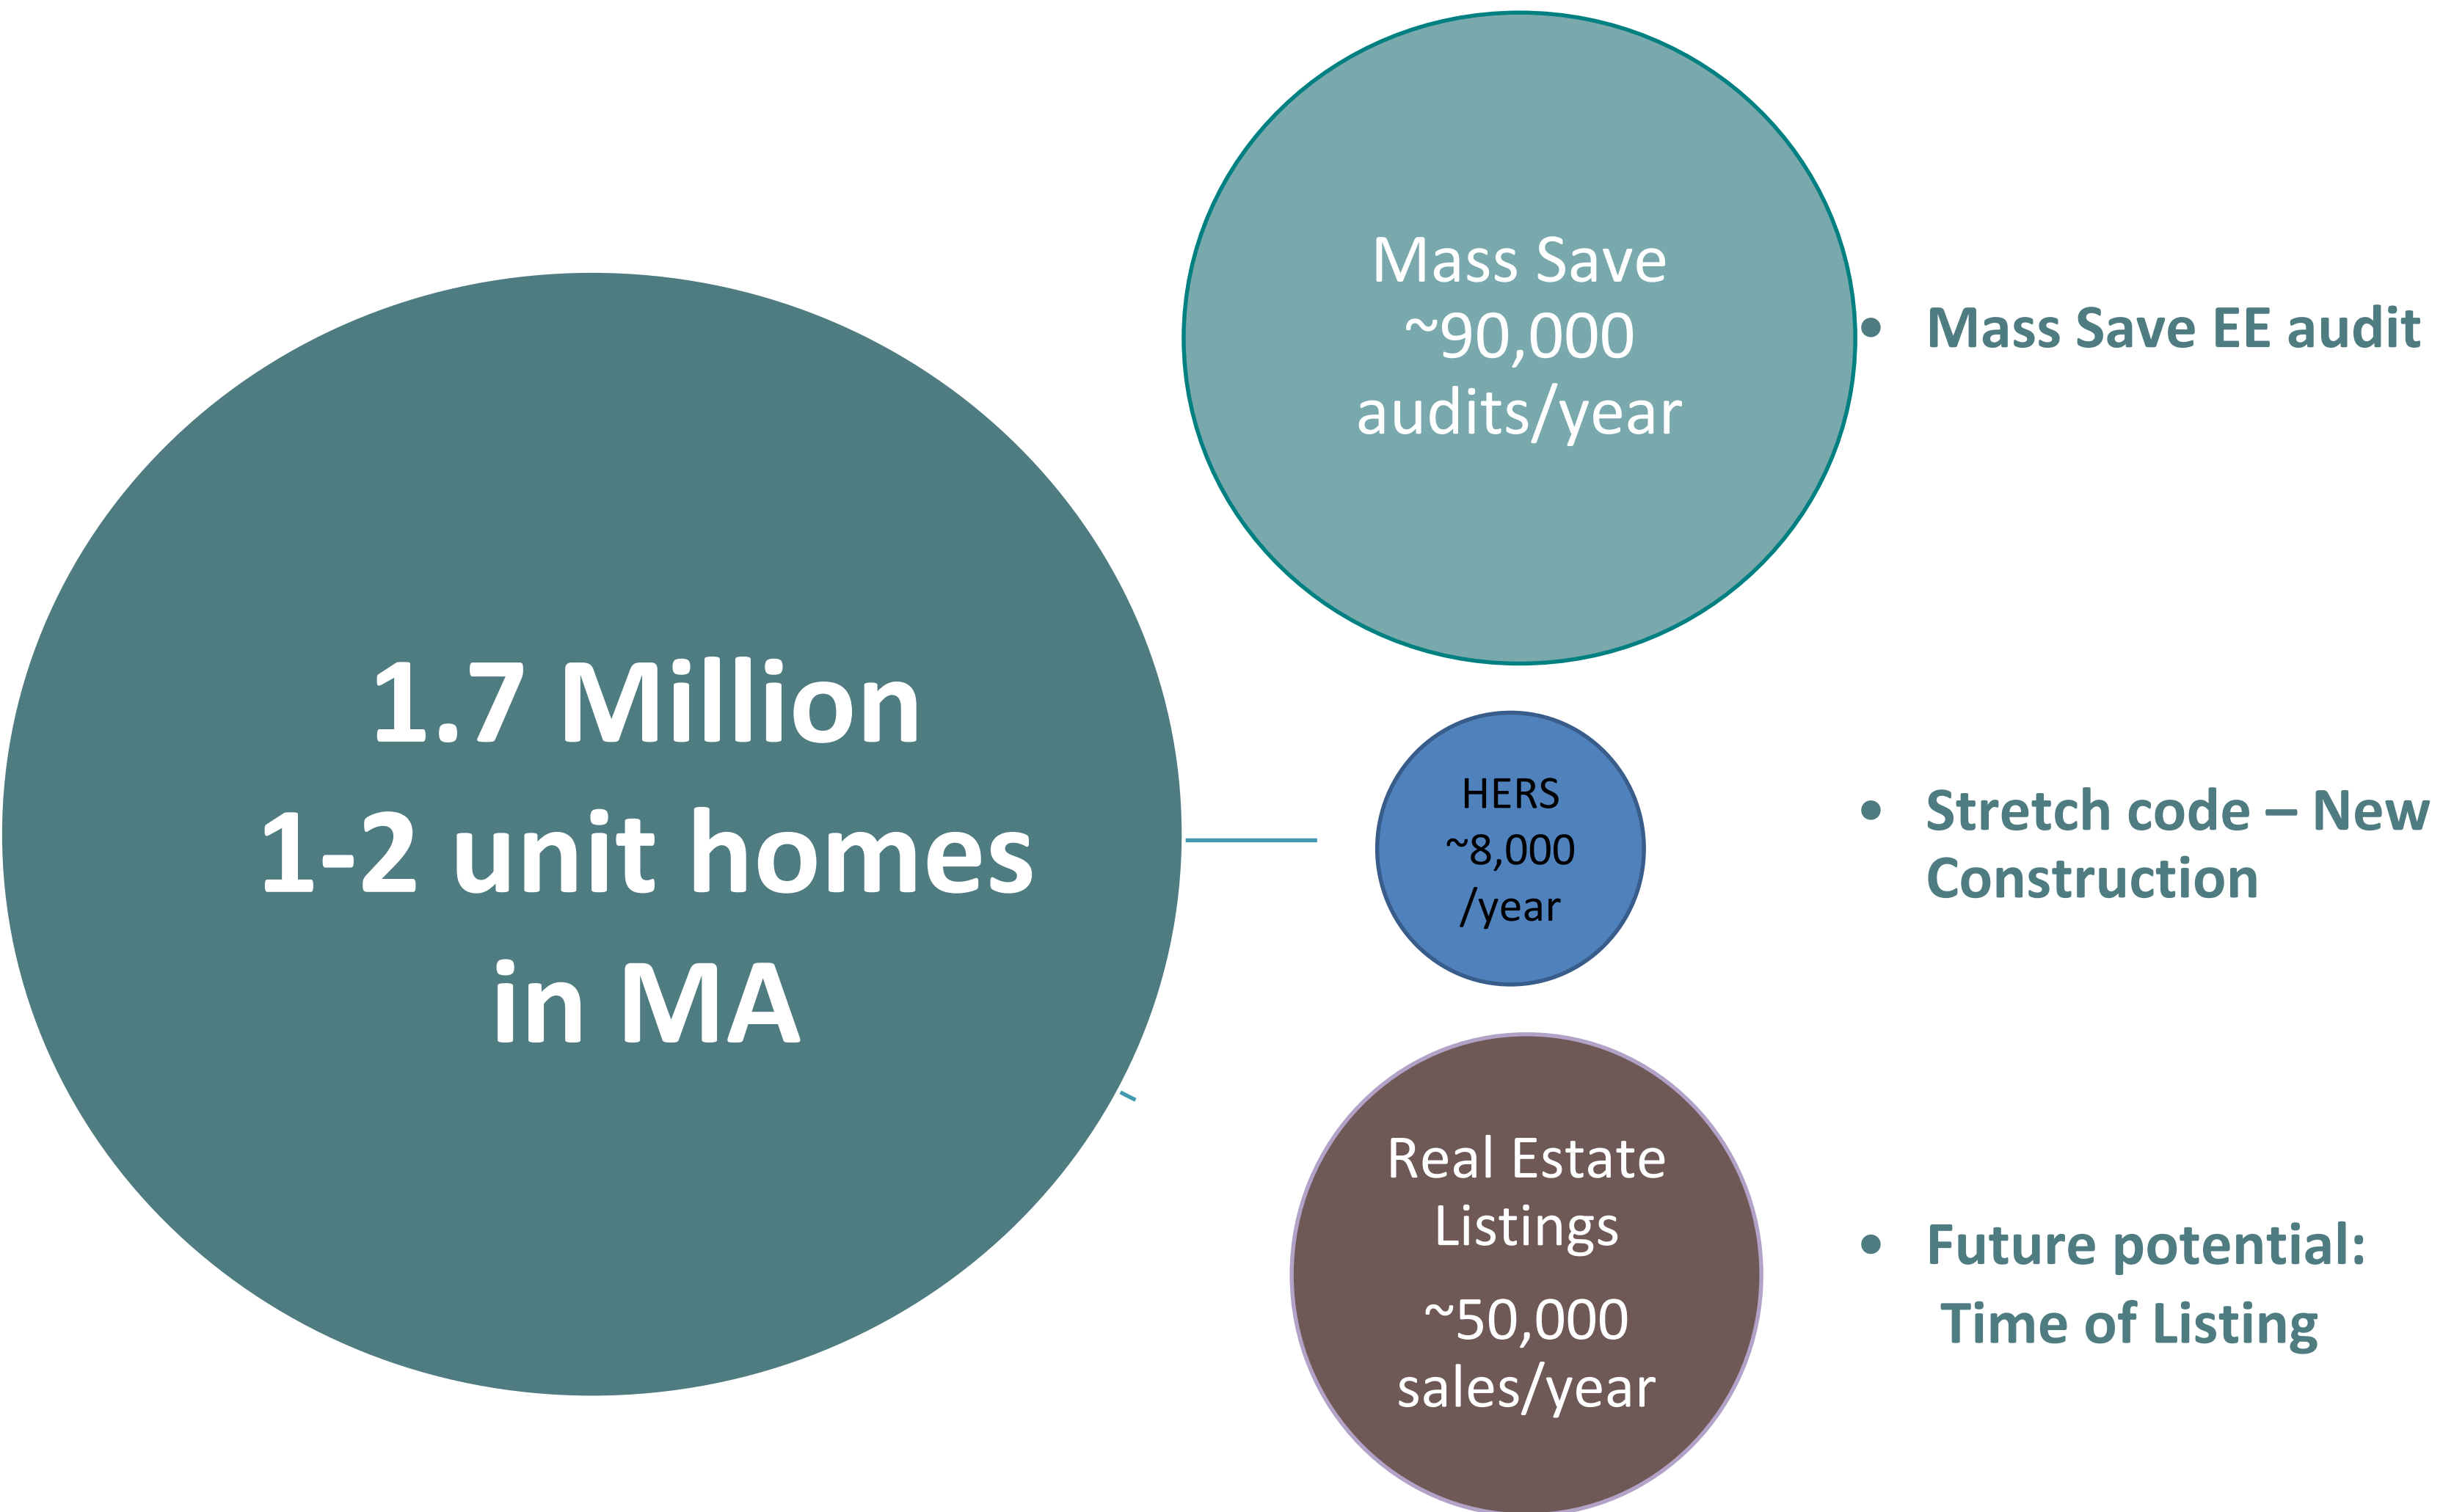 1.7 Million
1-2 unit homes
in MA
Mass Save
~90,000
audits/year
• Mass Save EE audit
HERS
~8,000
/year
• Stretch code – New
Construction
Real Estate
Listings
~50,000
sales/year
• Future potential:
Time of Listing